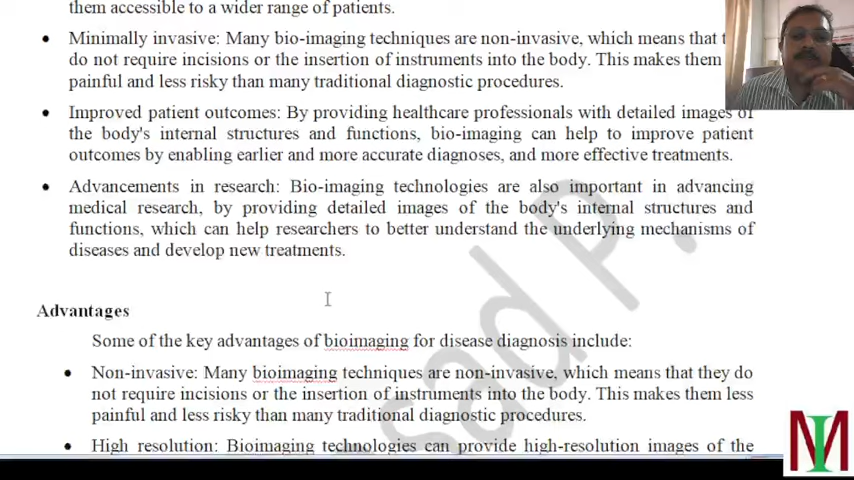 them accessible to a wider range of patients.
• Minimally invasive: Many bio-imaging techniques are non-invasive, which means that
do not require incisions or the insertion of instruments into the body. This makes them
painful and less risky than many traditional diagnostic procedures.
• Improved patient outcomes: By providing healthcare professionals with detailed images of
the body's internal structures and functions, bio-imaging can help to improve patient
outcomes by enabling earlier and more accurate diagnoses, and more effective treatments.
• Advancements in research: Bio-imaging technologies are also important in advancing
medical research, by providing detailed images of the body's internal structures and
functions, which can help researchers to better understand the underlying mechanisms of
diseases and develop new treatments.
Advantages
Some of the key advantages of bioimaging for disease diagnosis include:
• Non-invasive: Many bioimaging techniques are non-invasive, which means that they do
not require incisions or the insertion of instruments into the body. This makes them less
painful and less risky than many traditional diagnostic procedures.
• High resolution: Bioimaging technologies can provide high-resolution images of the
sad P.